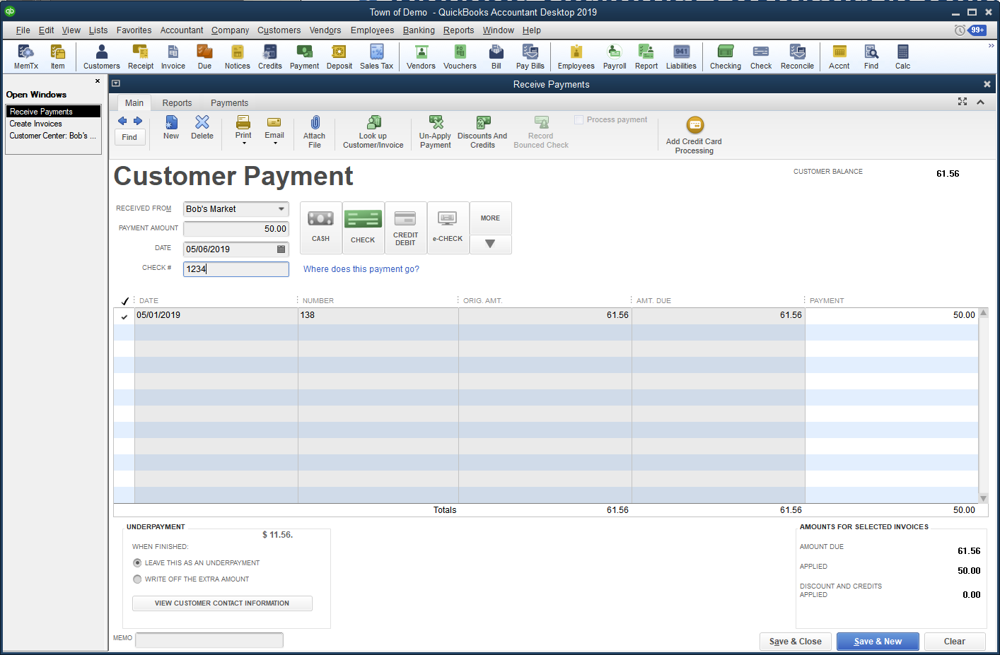 Town of Demo - QuickBooks Accountant Desktop 2019
File Edit View Lists Favorites Accountant Company Customers Vendors Employees Banking Reports Window Help
99+
MemTx Item Customers Receipt Invoice Due Notices Credits Payment Deposit Sales Tax Vendors Vouchers Bill Pay Bills Employees Payroll Report Liabilities Checking Check Reconcile Accnt Find Calc
Open Windows
Receive Payments
Create Invoices
Customer Center: Bob's ...
Receive Payments
Main Reports Payments
Find
New
Delete
Print
Email
Attach
File
Look up
Customer/Invoice
Un-Apply
Payment
Discounts And
Credits
Record
Bounced Check
Process payment
Add Credit Card
Processing
Customer Payment
CUSTOMER BALANCE 61.56
RECEIVED FROM Bob's Market
PAYMENT AMOUNT 50.00
DATE 05/06/2019
CHECK # 1234
CASH
CHECK
CREDIT
DEBIT
e-CHECK
MORE
Where does this payment go?
DATE NUMBER ORIG. AMT. AMT. DUE PAYMENT
05/01/2019 138 61.56 61.56 50.00
Totals 61.56 61.56 50.00
UNDERPAYMENT
$ 11.56.
WHEN FINISHED:
LEAVE THIS AS AN UNDERPAYMENT
WRITE OFF THE EXTRA AMOUNT
VIEW CUSTOMER CONTACT INFORMATION
AMOUNTS FOR SELECTED INVOICES
AMOUNT DUE 61.56
APPLIED 50.00
DISCOUNT AND CREDITS
APPLIED 0.00
MEMO
Save & Close Save & New Clear